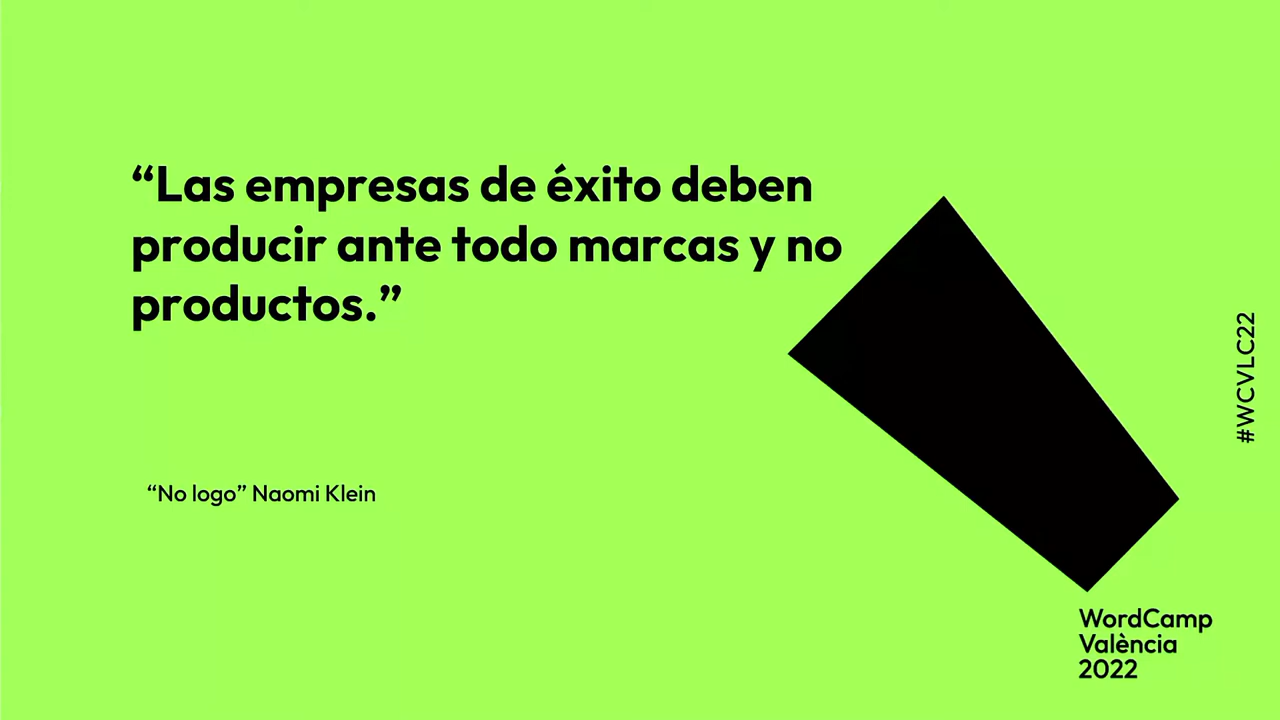 “Las empresas de éxito deben
producir ante todo marcas y no
productos.”
“No logo” Naomi Klein
#WCVLC22
WordCamp
València
2022